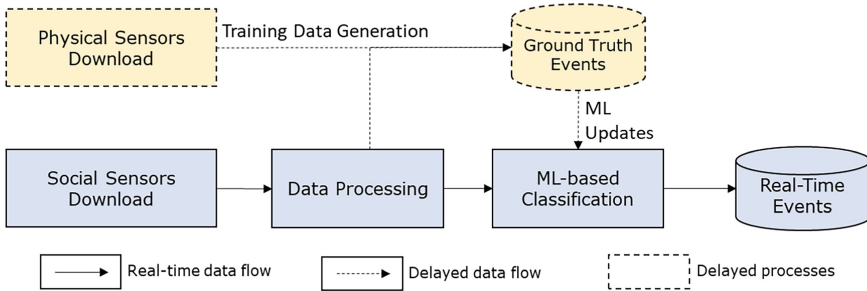 Physical Sensors
Download
Training Data Generation
Ground Truth
Events
ML
Updates
Social Sensors
Download
Data Processing
ML-based
Classification
Real-Time
Events
Real-time data flow
Delayed data flow
Delayed processes